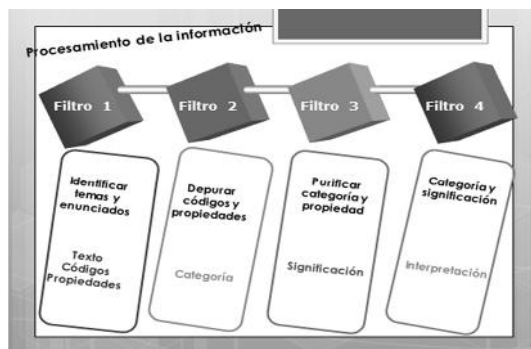 Procesamiento de la información
Filtro 1
Filtro 2
Filtro 3
Filtro 4
Identificar
temas y
enunciados
Texto
Códigos
Propiedades
Depurar
códigos y
propiedades
Categoría
Purificar
categoría y
propiedad
Significación
Categoría y
significación
Interpretación